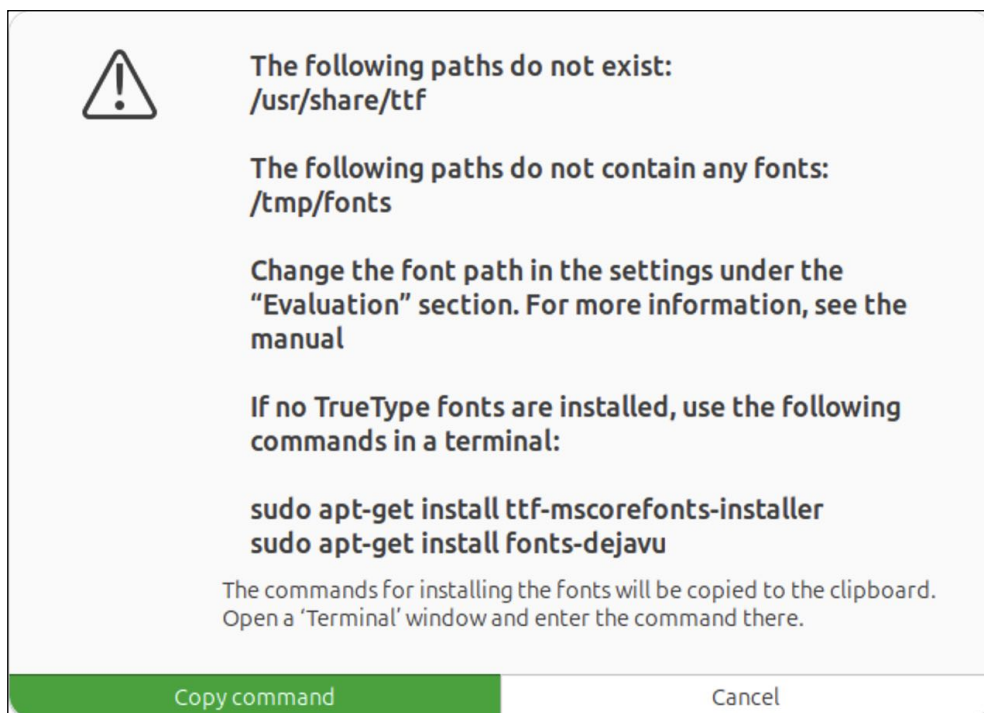 The following paths do not exist:
/usr/share/ttf
The following paths do not contain any fonts:
/tmp/fonts
Change the font path in the settings under the
“Evaluation” section. For more information, see the
manual
If no TrueType fonts are installed, use the following
commands in a terminal:
sudo apt-get install ttf-mscorefonts-installer
sudo apt-get install fonts-dejavu
The commands for installing the fonts will be copied to the clipboard.
Open a ‘Terminal’ window and enter the command there.
Copy command
Cancel